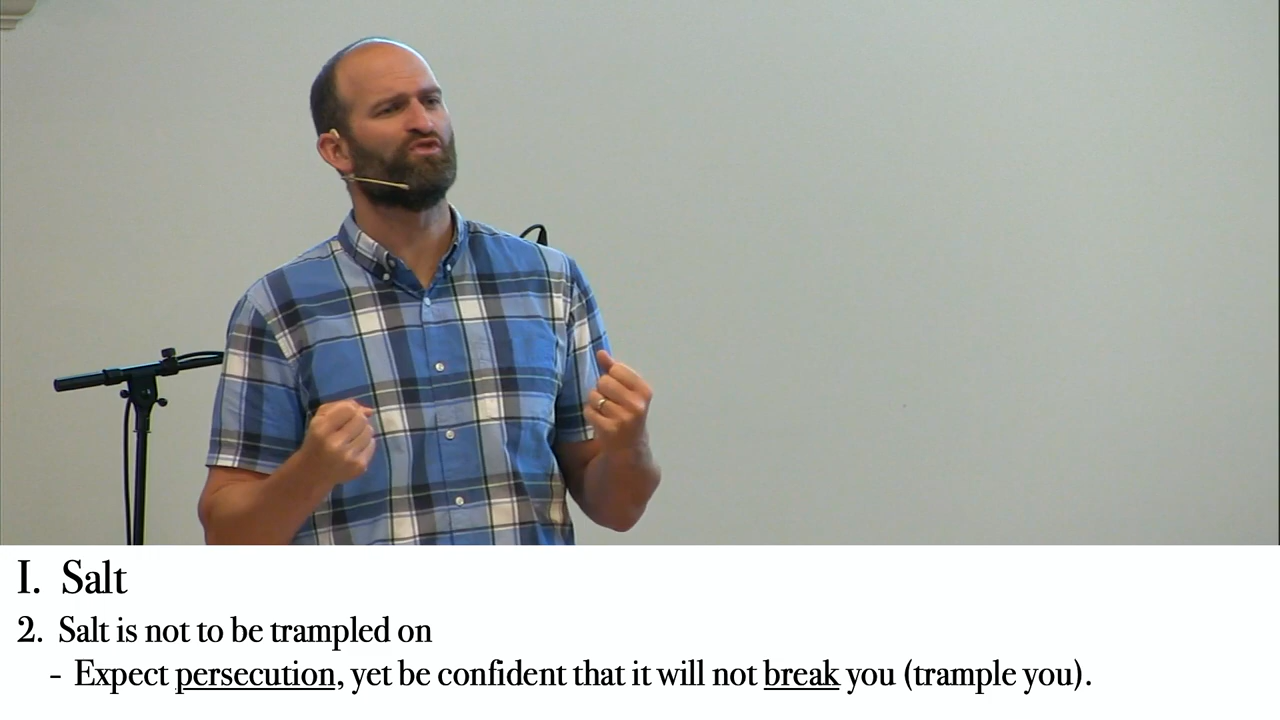 I. Salt
2. Salt is not to be trampled on
- Expect persecution, yet be confident that it will not break you (trample you).